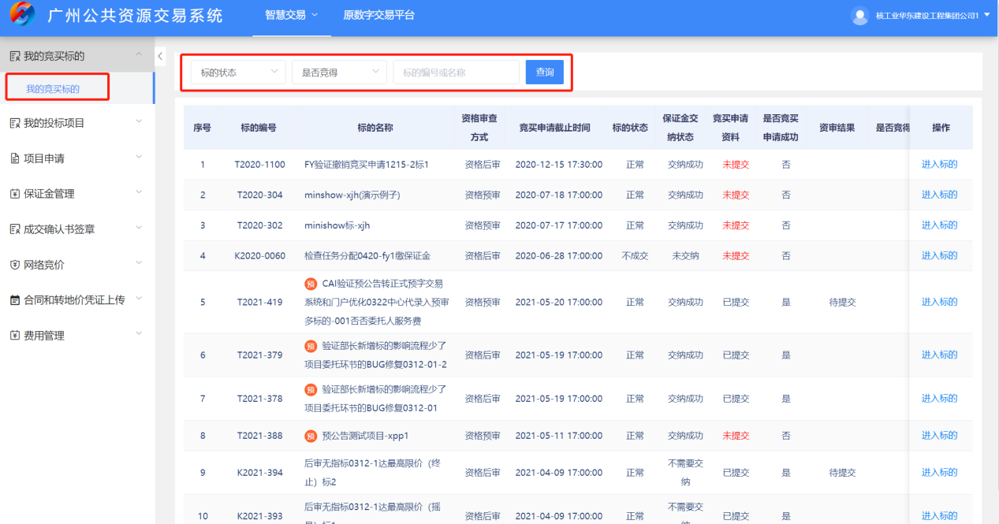 广州公共资源交易系统 智慧交易 原数字交易平台 核工业华东建设工程集团公司1
我的竞买标的
我的竞买标的
我的投标项目
项目申请
保证金管理
成交确认书签章
网络竞价
合同和转地价凭证上传
费用管理
标的状态 是否竞得 标的编号或名称 查询
序号 标的编号 标的名称 资格审查方式 竞买申请截止时间 标的状态 保证金交纳状态 竞买申请资料 是否竞买申请成功 资审结果 是否竞得 操作
1 T2020-1100 FY验证撤销竞买申请1215-2标1 资格后审 2020-12-15 17:30:00 正常 交纳成功 未提交 否 进入标的
2 T2020-304 minshow-xjh(演示例子) 资格预审 2020-07-18 17:00:00 正常 交纳成功 未提交 否 进入标的
3 T2020-302 minishow标-xjh 资格预审 2020-07-17 17:00:00 正常 交纳成功 未提交 否 进入标的
4 K2020-0060 检查任务分配0420-fy1缴保证金 资格后审 2020-06-28 17:00:00 不成交 未交纳 未提交 否 进入标的
预 CAI验证预公告转正式预字交易
系统和门户优化0322中心代录入预审
多标的-001否否委托人服务费
5 T2021-419 资格预审 2021-05-20 17:00:00 正常 交纳成功 已提交 是 待提交 进入标的
预 验证部长新增标的影响流程少了
项目委托环节的BUG修复0312-01-2
6 T2021-379 资格后审 2021-05-19 17:00:00 正常 交纳成功 已提交 是 进入标的
预 验证部长新增标的影响流程少了
项目委托环节的BUG修复0312-01
7 T2021-378 资格后审 2021-05-19 17:00:00 正常 交纳成功 已提交 是 进入标的
8 T2021-388 预 预公告测试项目-xpp1 资格预审 2021-05-11 17:00:00 正常 交纳成功 未提交 否 进入标的
后审无指标0312-1达最高限价（终
止）标2
9 K2021-394 资格后审 2021-04-09 17:00:00 正常 不需要交纳 已提交 是 待提交 进入标的
后审无指标0312-1达最高限价（摇
10 K2021-393 资格后审 2021-04-09 17:00:00 正常 不需要交 已提交 是 进入标的